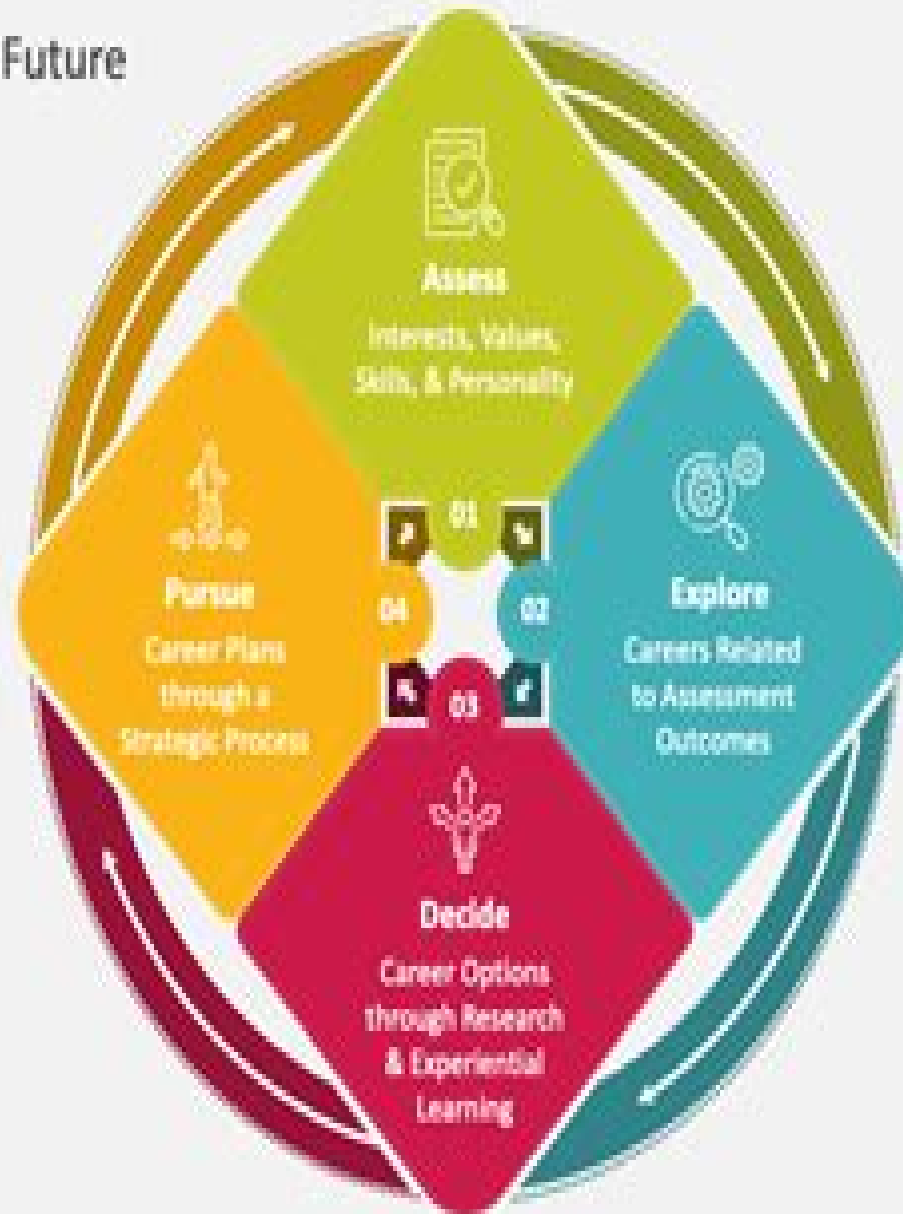 Future
Assess
Interests, Values,
Skills, & Personality
01
Pursue
Career Plans
through a
Strategic Process
04
02
Explore
Careers Related
to Assessment
Outcomes
03
Decide
Career Options
through Research
& Experiential
Learning